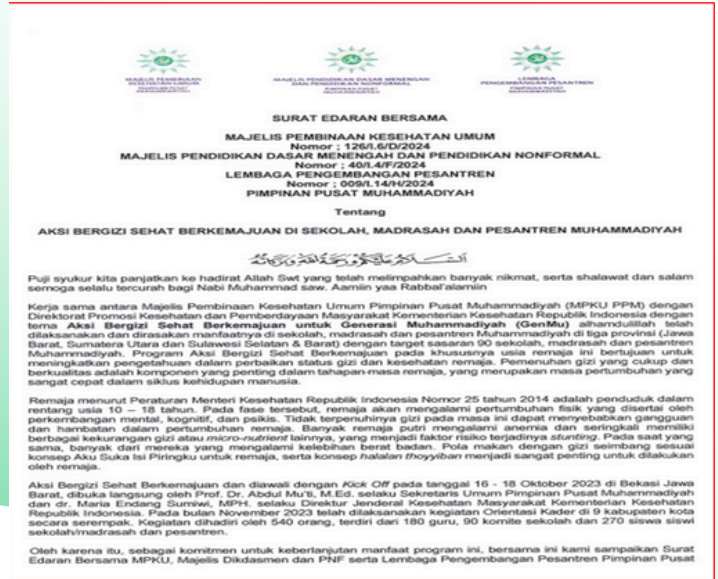 MAJELIS PEMBINAAN
KESEHATAN UMUM
PIMPINAN PUSAT
MUHAMMADIYAH
MAJELIS PENDIDIKAN DASAR MENENGAH
DAN PENDIDIKAN NONFORMAL
PIMPINAN PUSAT
MUHAMMADIYAH
LEMBAGA
PENGEMBANGAN PESANTREN
PIMPINAN PUSAT
MUHAMMADIYAH
SURAT EDARAN BERSAMA
MAJELIS PEMBINAAN KESEHATAN UMUM
Nomor ; 126/I.6/D/2024
MAJELIS PENDIDIKAN DASAR MENENGAH DAN PENDIDIKAN NONFORMAL
Nomor ; 40/I.4/F/2024
LEMBAGA PENGEMBANGAN PESANTREN
Nomor ; 009/I.14/H/2024
PIMPINAN PUSAT MUHAMMADIYAH
Tentang
AKSI BERGIZI SEHAT BERKEMAJUAN DI SEKOLAH, MADRASAH DAN PESANTREN MUHAMMADIYAH
السلام عليكم ورحمة الله وبركاته
Puji syukur kita panjatkan ke hadirat Allah Swt yang telah melimpahkan banyak nikmat, serta shalawat dan salam
semoga selalu tercurah bagi Nabi Muhammad saw. Aamiin yaa Rabbal'alamiin
Kerja sama antara Majelis Pembinaan Kesehatan Umum Pimpinan Pusat Muhammadiyah (MPKU PPM) dengan
Direktorat Promosi Kesehatan dan Pemberdayaan Masyarakat Kementerian Kesehatan Republik Indonesia dengan
tema Aksi Bergizi Sehat Berkemajuan untuk Generasi Muhammadiyah (GenMu) alhamdulillah telah
dilaksanakan dan dirasakan manfaatnya di sekolah, madrasah dan pesantren Muhammadiyah di tiga provinsi (Jawa
Barat, Sumatera Utara dan Sulawesi Selatan & Barat) dengan target sasaran 90 sekolah, madrasah dan pesantren
Muhammadiyah. Program Aksi Bergizi Sehat Berkemajuan pada khususnya usia remaja ini bertujuan untuk
meningkatkan pengetahuan dalam perbaikan status gizi dan kesehatan remaja. Pemenuhan gizi yang cukup dan
berkualitas adalah komponen yang penting dalam tahapan masa remaja, yang merupakan masa pertumbuhan yang
sangat cepat dalam siklus kehidupan manusia.
Remaja menurut Peraturan Menteri Kesehatan Republik Indonesia Nomor 25 tahun 2014 adalah penduduk dalam
rentang usia 10 – 18 tahun. Pada fase tersebut, remaja akan mengalami pertumbuhan fisik yang disertai oleh
perkembangan mental, kognitif, dan psikis. Tidak terpenuhinya gizi pada masa ini dapat menyebabkan gangguan
dan hambatan dalam pertumbuhan remaja. Banyak remaja putri mengalami anemia dan seringkali memiliki
berbagai kekurangan gizi atau micro-nutrient lainnya, yang menjadi faktor risiko terjadinya stunting. Pada saat yang
sama, banyak dari mereka yang mengalami kelebihan berat badan. Pola makan dengan gizi seimbang sesuai
konsep Aku Suka Isi Piringku untuk remaja, serta konsep halalan thoyyiban menjadi sangat penting untuk dilakukan
oleh remaja.
Aksi Bergizi Sehat Berkemajuan dan diawali dengan Kick Off pada tanggal 16 - 18 Oktober 2023 di Bekasi Jawa
Barat, dibuka langsung oleh Prof. Dr. Abdul Mu'ti, M.Ed. selaku Sekretaris Umum Pimpinan Pusat Muhammadiyah
dan dr. Maria Endang Sumiwi, MPH. selaku Direktur Jenderal Kesehatan Masyarakat Kementerian Kesehatan
Republik Indonesia. Pada bulan November 2023 telah dilaksanakan kegiatan Orientasi Kader di 9 kabupaten kota
secara serempak. Kegiatan dihadiri oleh 540 orang, terdiri dari 180 guru, 90 komite sekolah dan 270 siswa siswi
sekolah/madrasah dan pesantren.
Oleh karena itu, sebagai komitmen untuk keberlanjutan manfaat program ini, bersama ini kami sampaikan Surat
Edaran Bersama MPKU, Majelis Dikdasmen dan PNF serta Lembaga Pengembangan Pesantren Pimpinan Pusat